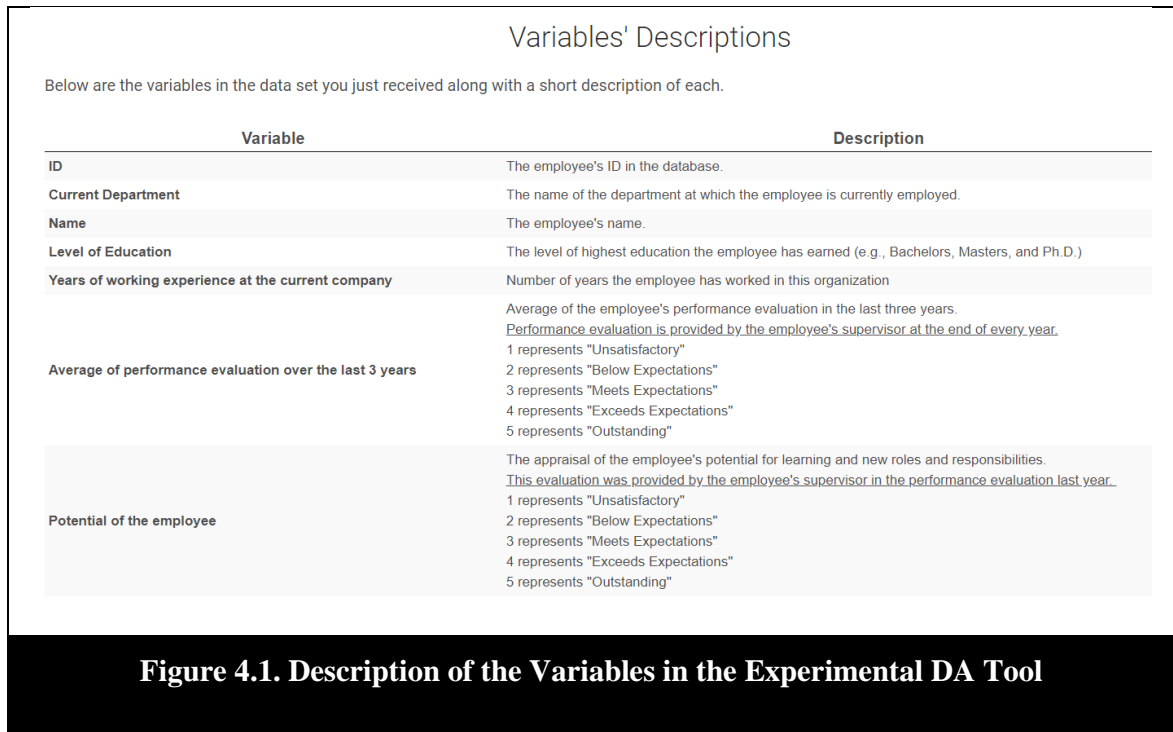 Variables' Descriptions
Below are the variables in the data set you just received along with a short description of each.
Variable Description
ID The employee's ID in the database.
Current Department The name of the department at which the employee is currently employed.
Name The employee's name.
Level of Education The level of highest education the employee has earned (e.g., Bachelors, Masters, and Ph.D.)
Years of working experience at the current company Number of years the employee has worked in this organization
Average of the employee's performance evaluation in the last three years.
Performance evaluation is provided by the employee's supervisor at the end of every year.
1 represents "Unsatisfactory"
Average of performance evaluation over the last 3 years 2 represents "Below Expectations"
3 represents "Meets Expectations"
4 represents "Exceeds Expectations"
5 represents "Outstanding"
The appraisal of the employee's potential for learning and new roles and responsibilities.
This evaluation was provided by the employee's supervisor in the performance evaluation last year.
1 represents "Unsatisfactory"
Potential of the employee 2 represents "Below Expectations"
3 represents "Meets Expectations"
4 represents "Exceeds Expectations"
5 represents "Outstanding"
Figure 4.1. Description of the Variables in the Experimental DA Tool